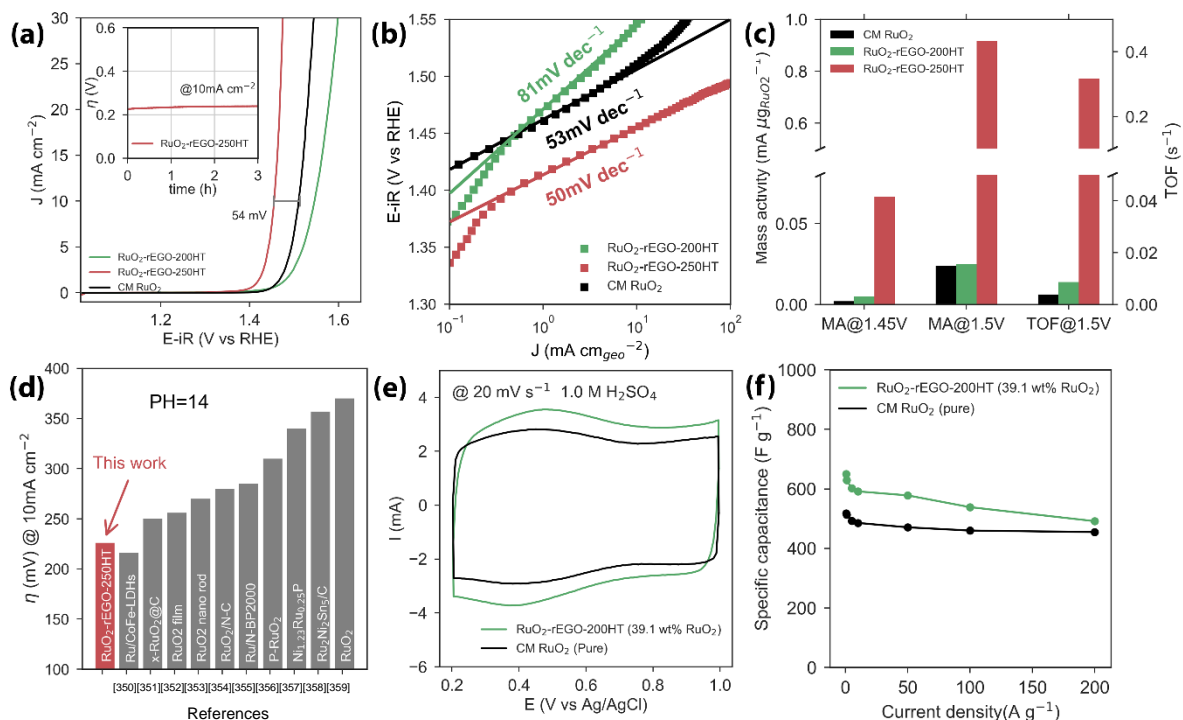 (a)
30
25
20
15
10
5
0
J (mA cm⁻²)
1.2
1.4
1.6
E-iR (V vs RHE)
0.6
0.4
0.2
0.0
η (V)
@10mA cm⁻²
RuO₂-rEGO-250HT
0
1
2
3
time (h)
54 mV
RuO₂-rEGO-200HT
RuO₂-rEGO-250HT
CM RuO₂
(b)
1.55
1.50
1.45
1.40
1.35
1.30
E-iR (V vs RHE)
81mV dec⁻¹
53mV dec⁻¹
50mV dec⁻¹
RuO₂-rEGO-200HT
RuO₂-rEGO-250HT
CM RuO₂
10⁻¹
10⁰
10¹
10²
J (mA cm_geo⁻²)
(c)
CM RuO₂
RuO₂-rEGO-200HT
RuO₂-rEGO-250HT
1.0
0.8
0.6
0.05
0.00
Mass activity (mA μg_RuO2⁻¹)
0.4
0.2
0.04
0.02
0.00
TOF (s⁻¹)
MA@1.45V
MA@1.5V
TOF@1.5V
(d)
400
350
300
250
200
150
100
η (mV) @ 10mA cm⁻²
PH=14
This work
RuO₂-rEGO-250HT
Ru/CoFe-LDHs
x-RuO₂@C
RuO2 film
RuO2 nano rod
RuO₂/N-C
Ru/N-BP2000
P-RuO₂
Ni₁.₂₃Ru₀.₂₅P
Ru₂Ni₂Sn₅/C
RuO₂
[350][351][352][353][354][355][356][357][358][359]
References
(e)
@ 20 mV s⁻¹ 1.0 M H₂SO₄
6
4
2
0
−2
−4
−6
I (mA)
RuO₂-rEGO-200HT (39.1 wt% RuO₂)
CM RuO₂ (Pure)
0.2
0.4
0.6
0.8
1.0
E (V vs Ag/AgCl)
(f)
RuO₂-rEGO-200HT (39.1 wt% RuO₂)
CM RuO₂ (pure)
1000
800
600
400
200
0
Specific capacitance (F g⁻¹)
0
50
100
150
200
Current density(A g⁻¹)